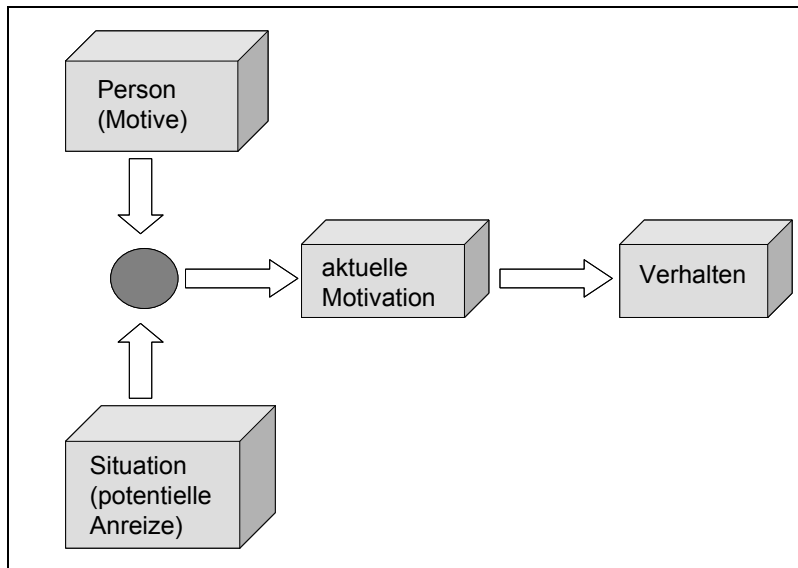 Person
(Motive)
aktuelle
Motivation
Verhalten
Situation
(potentielle
Anreize)